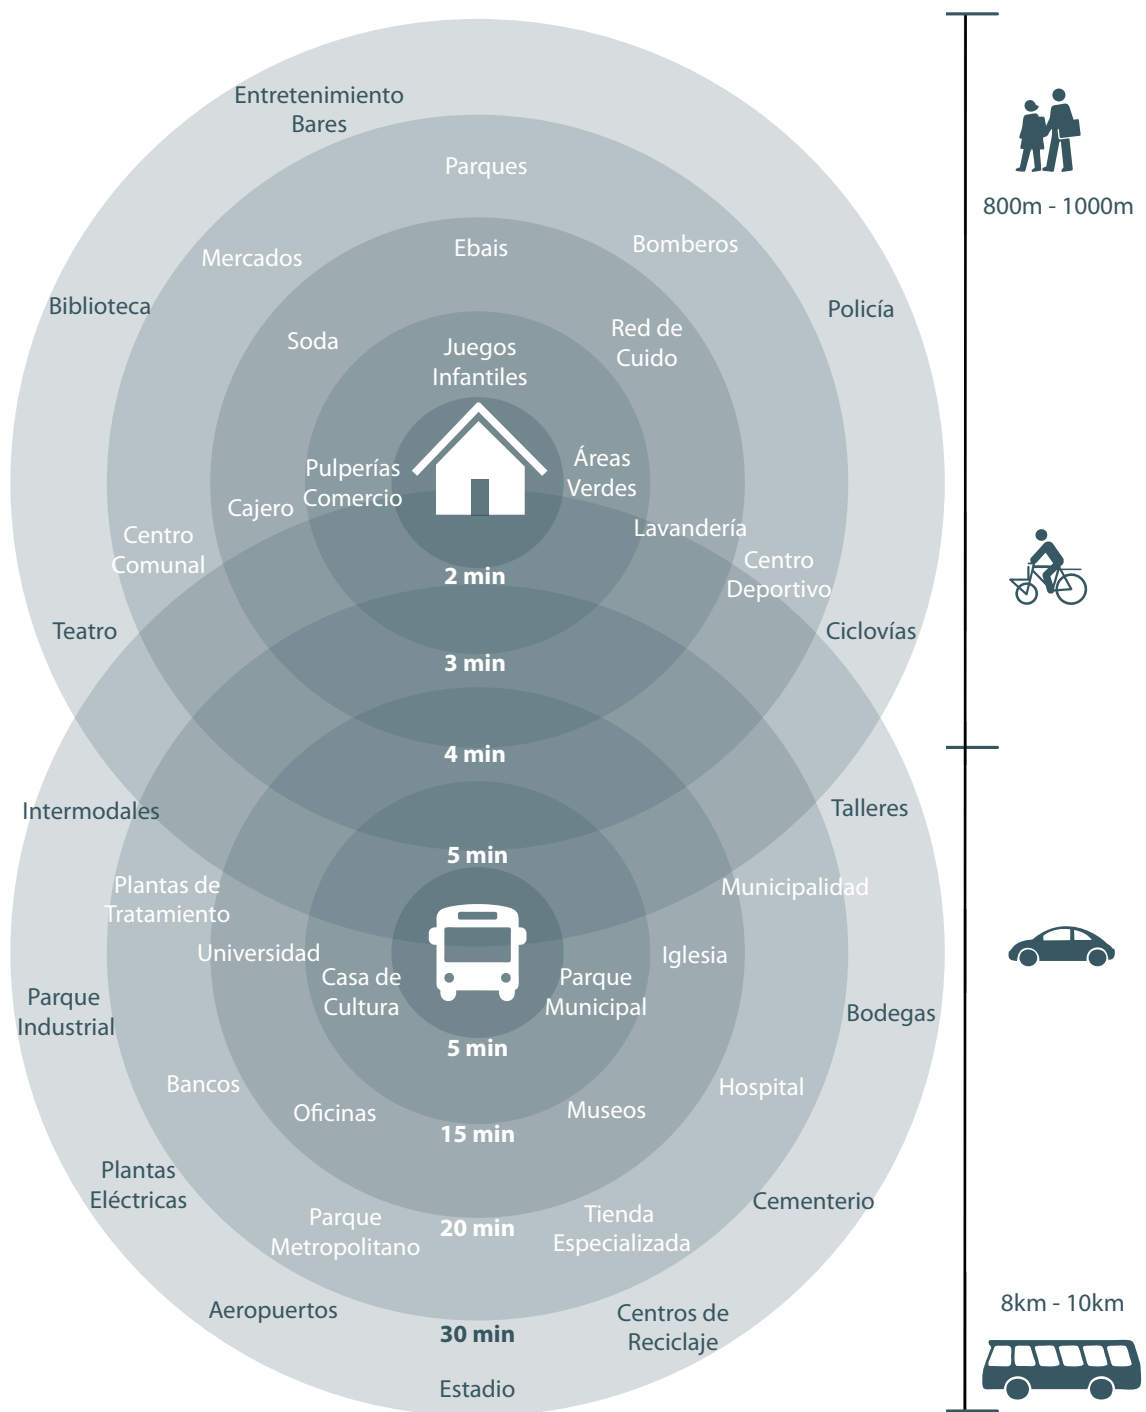 Entretenimiento
Bares
Parques
800m - 1000m
Bomberos
Ebais
Mercados
Biblioteca
Policía
Red de
Cuido
Soda
Juegos
Infantiles
Áreas
Verdes
Pulperías
Comercio
Cajero
Lavandería
Centro
Comunal
Centro
Deportivo
2 min
Teatro
Ciclovías
3 min
4 min
Intermodales
Talleres
5 min
Plantas de
Tratamiento
Municipalidad
Universidad
Iglesia
Casa de
Cultura
Parque
Municipal
Parque
Industrial
Bodegas
5 min
Bancos
Hospital
Oficinas
Museos
15 min
Plantas
Eléctricas
Cementerio
Parque
Metropolitano
20 min
Tienda
Especializada
8km - 10km
Aeropuertos
Centros de
Reciclaje
30 min
Estadio